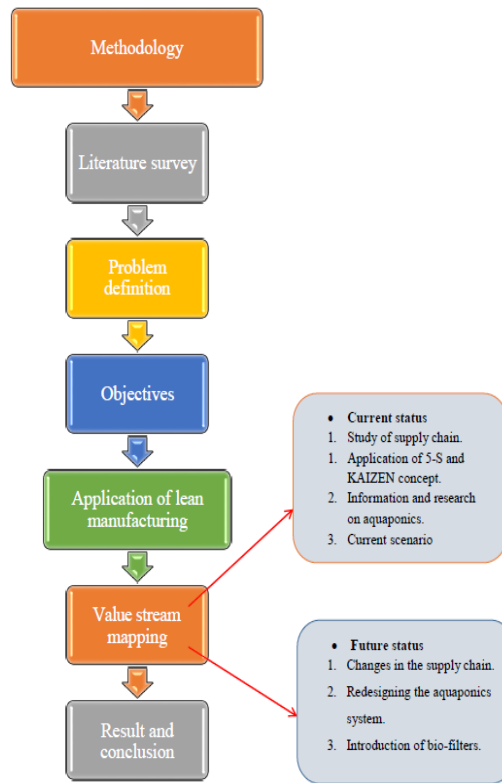 Methodology
Literature survey
Problem
definition
Objectives
Application of lean
manufacturing
Value stream
mapping
Result and
conclusion
• Current status
1. Study of supply chain.
1. Application of 5-S and
KAIZEN concept.
2. Information and research
on aquaponics.
3. Current scenario
• Future status
1. Changes in the supply chain.
2. Redesigning the aquaponics
system.
3. Introduction of bio-filters.